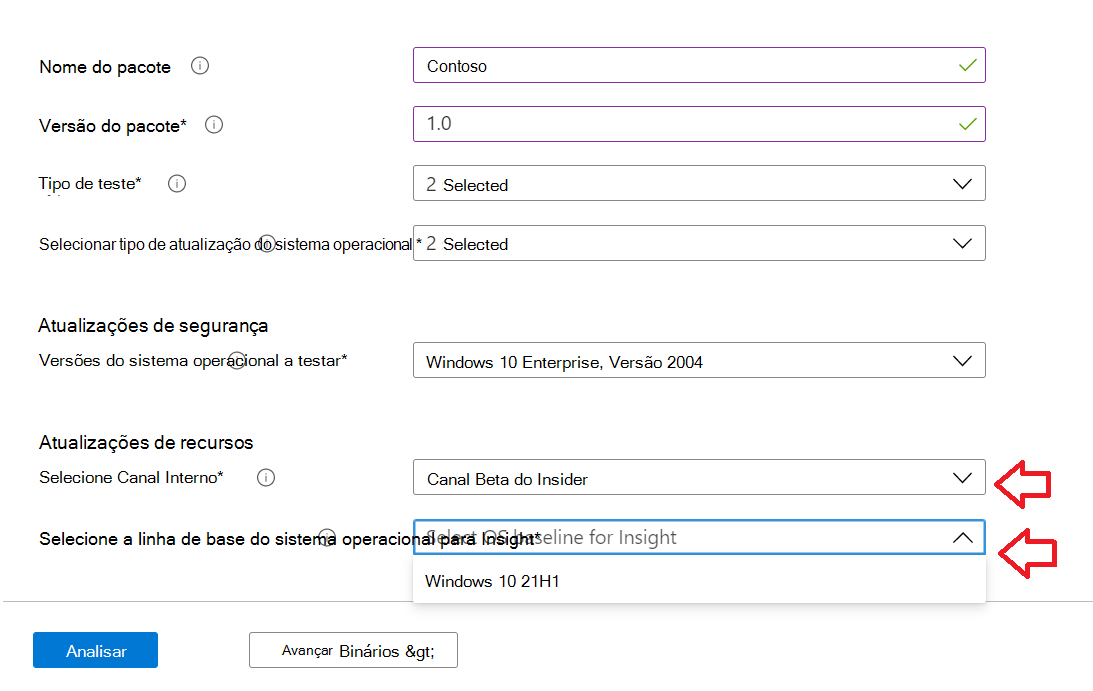 Nome do pacote
Contoso
Versão do pacote*
1.0
Tipo de teste*
2 Selected
Selecionar tipo de atualização do sistema operacional *
2 Selected
Atualizações de segurança
Versões do sistema operacional a testar*
Windows 10 Enterprise, Versão 2004
Atualizações de recursos
Selecione Canal Interno*
Canal Beta do Insider
Selecione a linha de base do sistema operacional para Insight*
Select OS baseline for Insight
Windows 10 21H1
Analisar
Avançar Binários &gt;